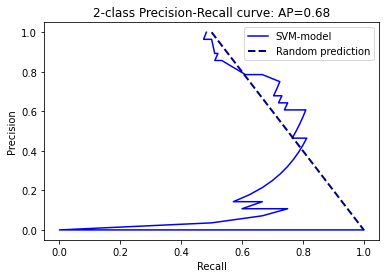 2-class Precision-Recall curve: AP=0.68
SVM-model
Random prediction
Precision
1.0
0.8
0.6
0.4
0.2
0.0
0.0 0.2 0.4 0.6 0.8 1.0
Recall